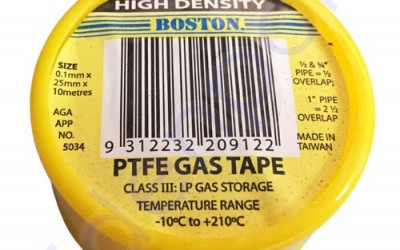 HIGH DENSITY
BOSTON
SIZE
0.1mm x
25mm x
10metres
AGA
APP
NO.
5034
½ & ¾"
PIPE = ½
OVERLAP;
1" PIPE
= 2 ½
OVERLAP
MADE IN
TAIWAN
9 312232 209122
PTFE GAS TAPE
CLASS III: LP GAS STORAGE
TEMPERATURE RANGE
-10ºC to +210ºC